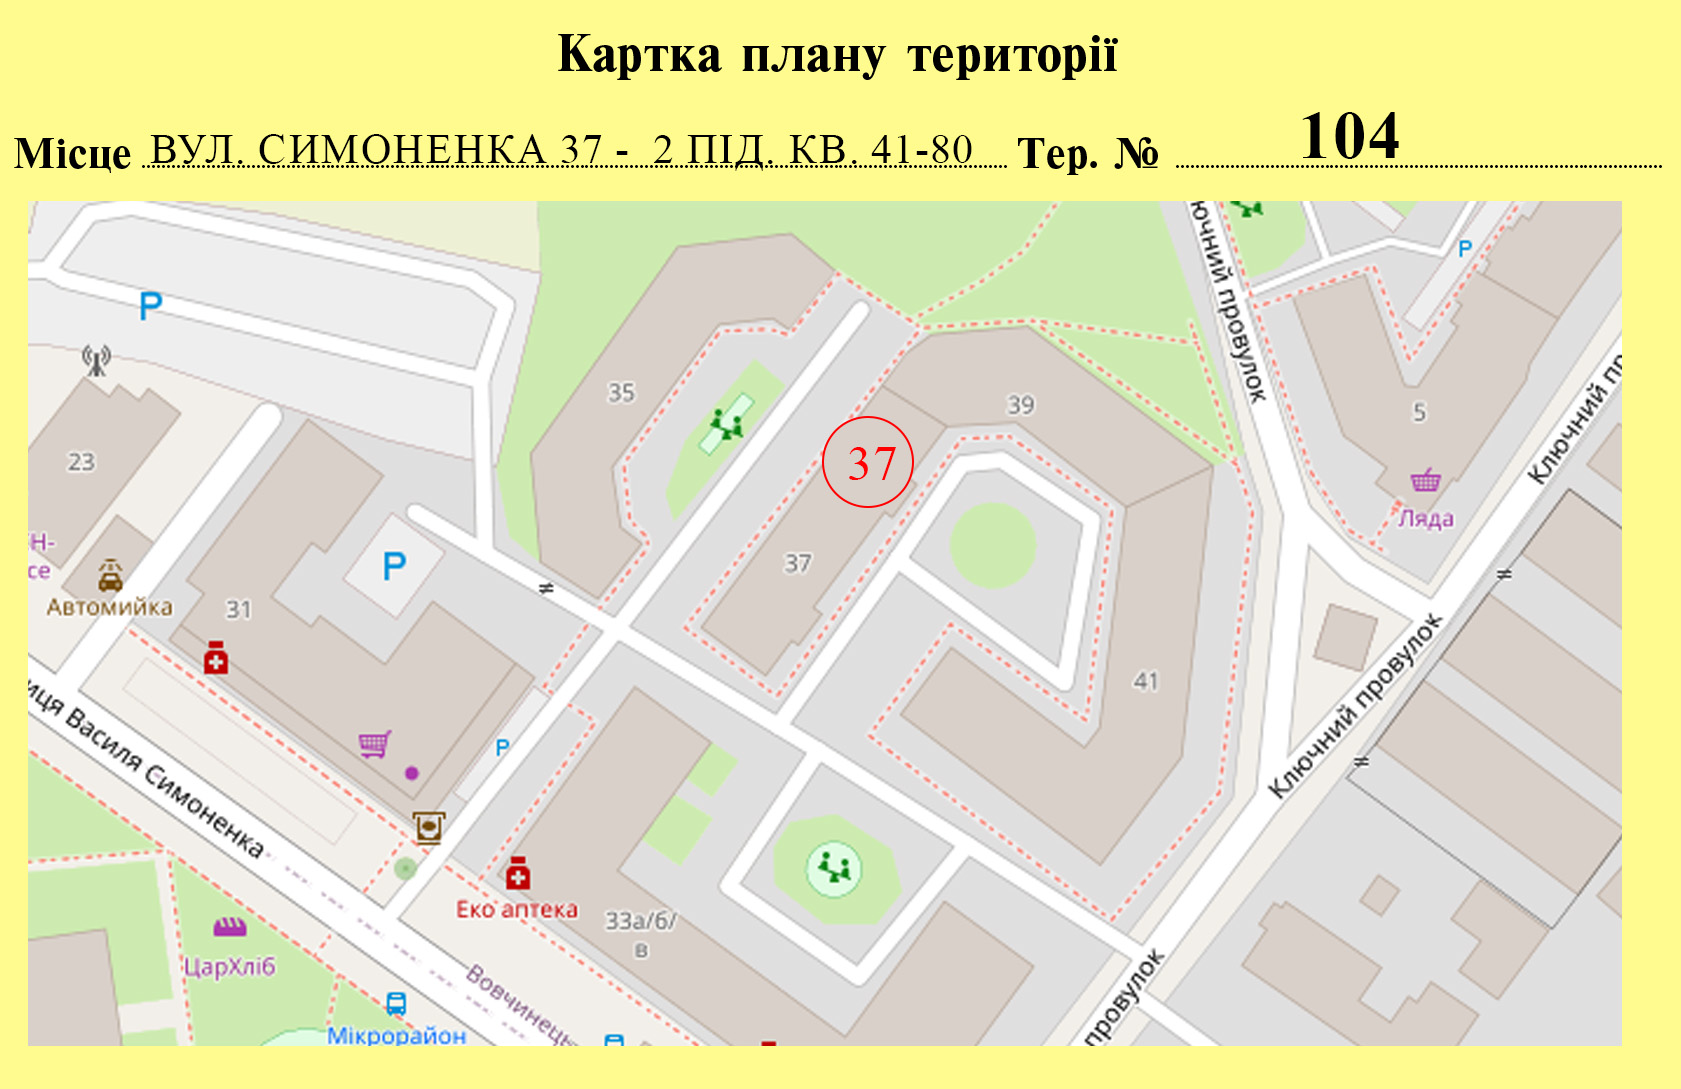 Картка плану території
Місце ВУЛ. СИМОНЕНКА 37 - 2 ПІД. КВ. 41-80 Тер. № 104
ючний провулок
P
P
35
39
5
Ключний пр
23
37
Ляда
37
Н-
се
P
Автомийка
31
41
Ключний провулок
иця Василя Симоненка
P
Еко аптека
33а/б/
в
ЦарХліб
Вовчинець
провулок
Мікрорайон